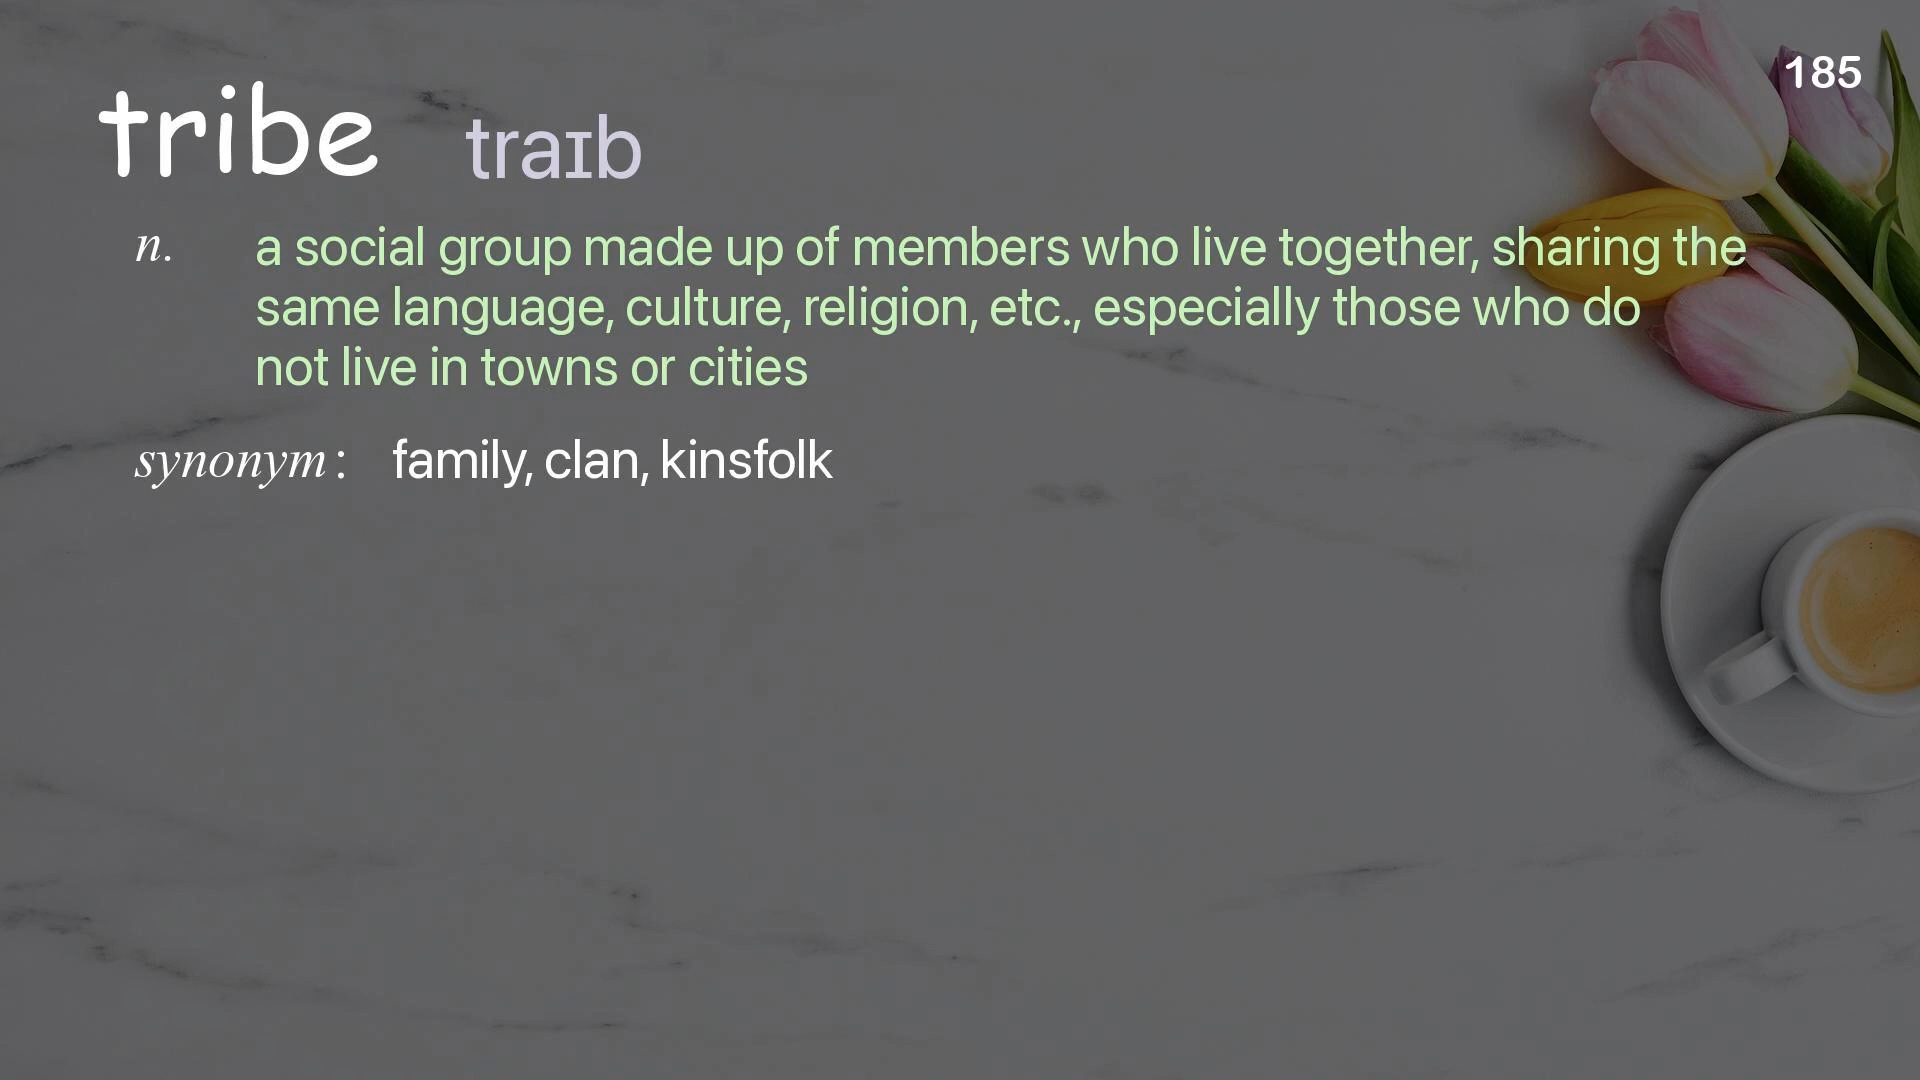 185
tribe traɪb
n. a social group made up of members who live together, sharing the
same language, culture, religion, etc., especially those who do
not live in towns or cities
synonym: family, clan, kinsfolk